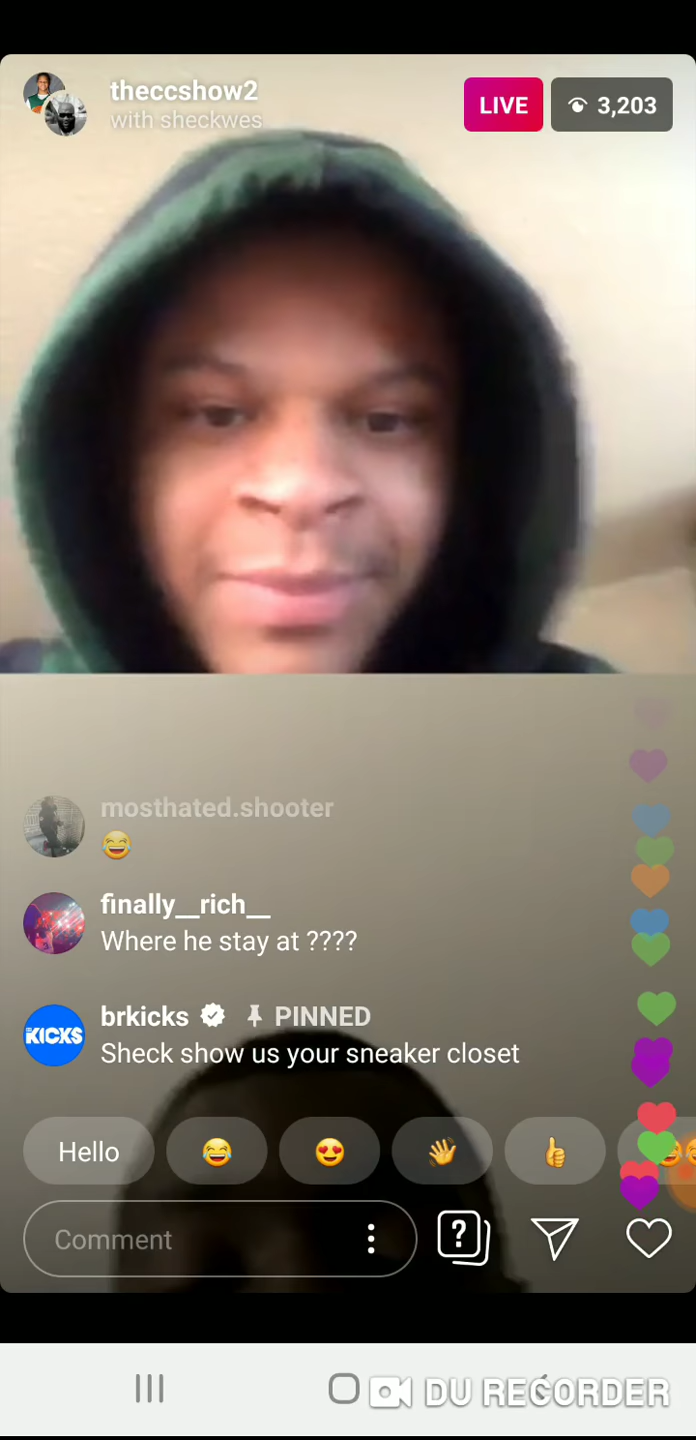 theccshow2
with sheckwes
LIVE
3,203
mosthated.shooter
😂
finally__rich__
Where he stay at ????
KICKS
brkicks PINNED
Sheck show us your sneaker closet
Hello 😂 😍 👋 👍
Comment
?
DU RECORDER